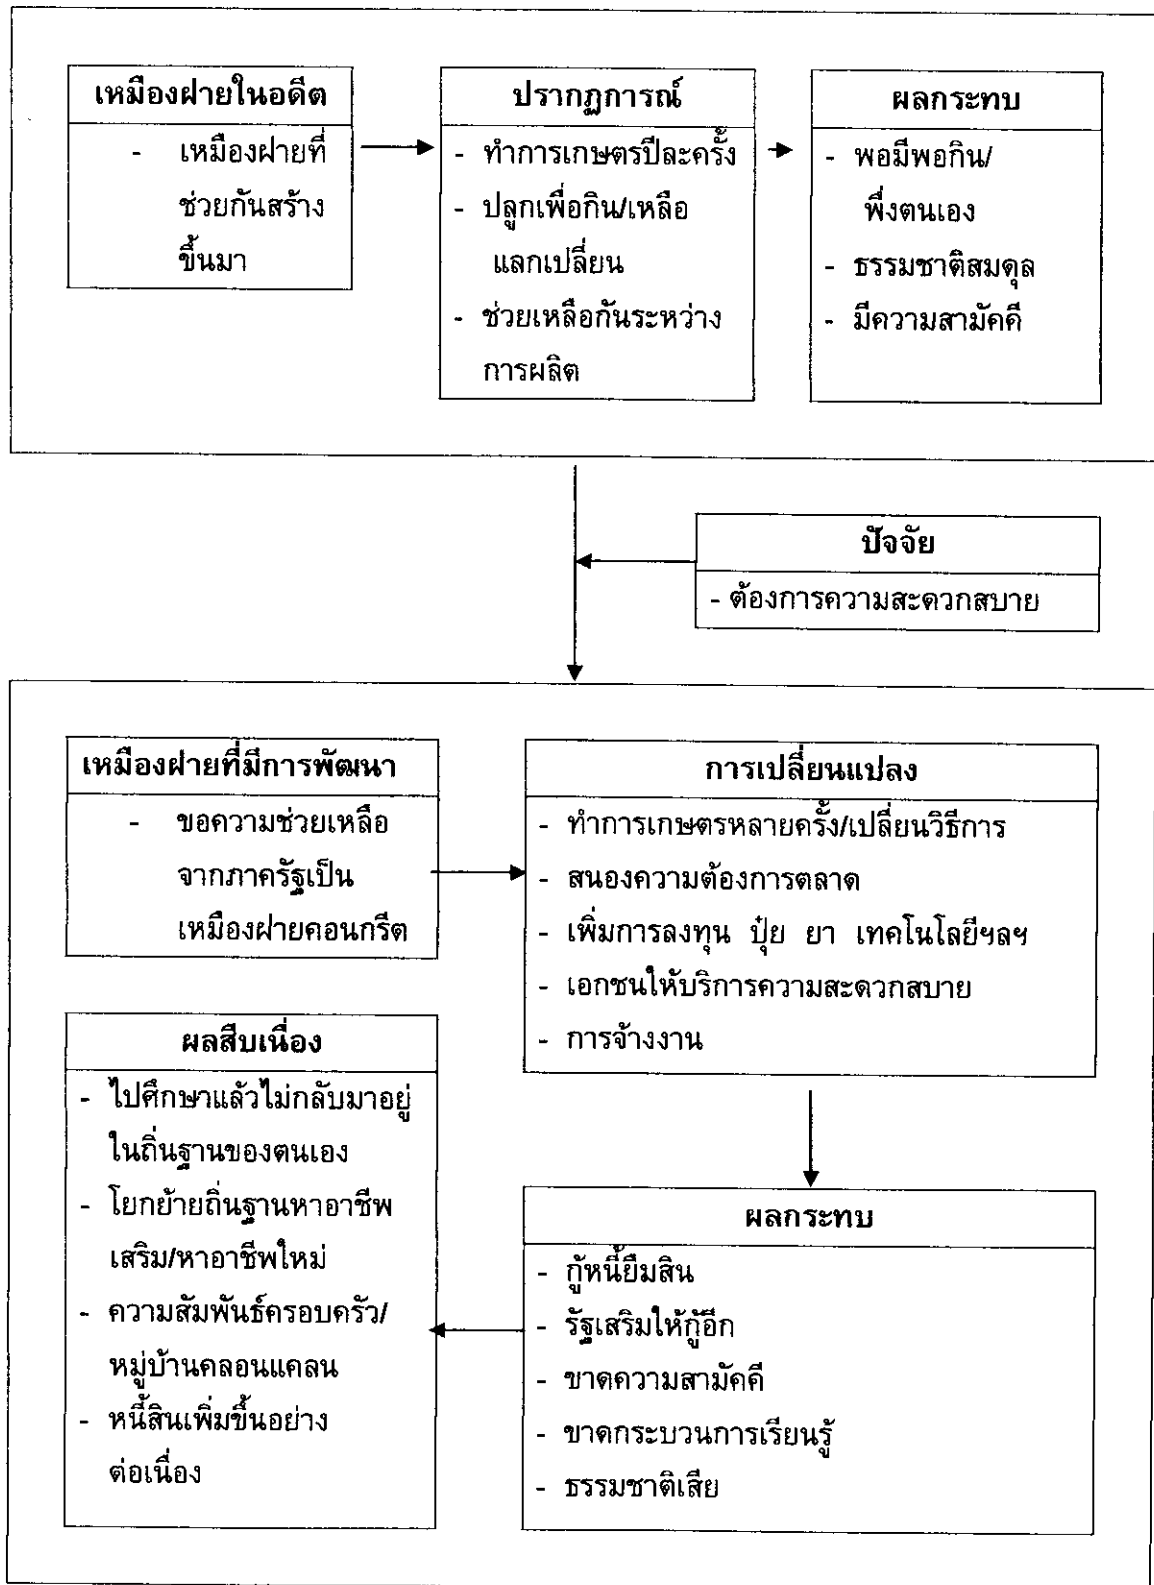 เหมืองฝายในอดีต
- เหมืองฝายที่
ช่วยกันสร้าง
ขึ้นมา
ปรากฏการณ์
- ทำการเกษตรปีละครั้ง
- ปลูกเพื่อกิน/เหลือ
แลกเปลี่ยน
- ช่วยเหลือกันระหว่าง
การผลิต
ผลกระทบ
- พอมีพอกิน/
พึ่งตนเอง
- ธรรมชาติสมดุล
- มีความสามัคคี
ปัจจัย
- ต้องการความสะดวกสบาย
เหมืองฝายที่มีการพัฒนา
- ขอความช่วยเหลือ
จากภาครัฐเป็น
เหมืองฝายคอนกรีต
การเปลี่ยนแปลง
- ทำการเกษตรหลายครั้ง/เปลี่ยนวิธีการ
- สนองความต้องการตลาด
- เพิ่มการลงทุน ปุ๋ย ยา เทคโนโลยีฯลฯ
- เอกชนให้บริการความสะดวกสบาย
- การจ้างงาน
ผลกระทบ
- กู้หนี้ยืมสิน
- รัฐเสริมให้กู้อีก
- ขาดความสามัคคี
- ขาดกระบวนการเรียนรู้
- ธรรมชาติเสีย
ผลสืบเนื่อง
- ไปศึกษาแล้วไม่กลับมาอยู่
ในถิ่นฐานของตนเอง
- โยกย้ายถิ่นฐานหาอาชีพ
เสริม/หาอาชีพใหม่
- ความสัมพันธ์ครอบครัว/
หมู่บ้านคลอนแคลน
- หนี้สินเพิ่มขึ้นอย่าง
ต่อเนื่อง